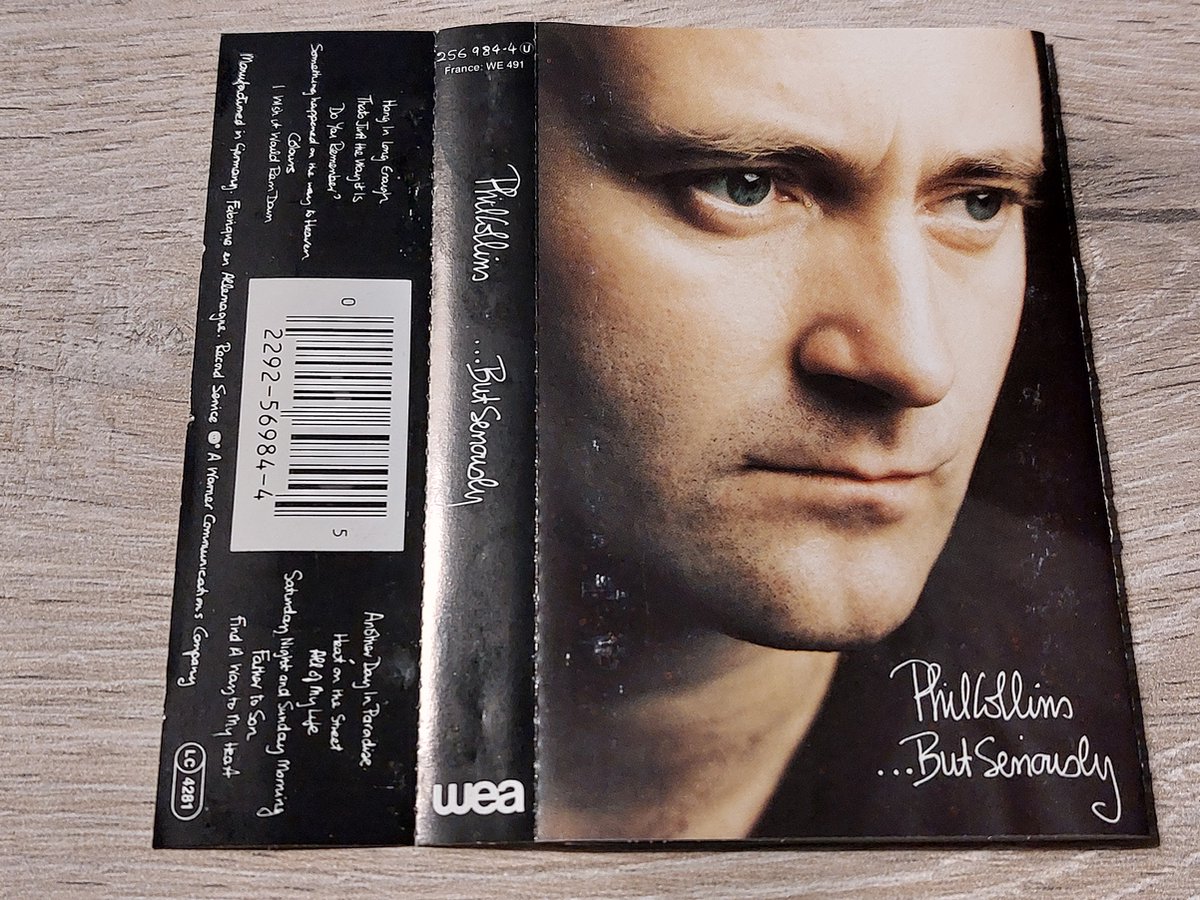 Hang In Long Enough
Thats Just the Way it is
Do You Remember?
Something happened on the way to Heaven
Colours
I Wish it Would Rain Down
Manufactured in Germany. Fabriqué en Allemagne. Record Service A Warner Communications Company
0
2292-56984-4
5
Another Day In Paradise.
Heat on the Street
All of My Life
Saturday Night and Sunday Morning
Father to Son
Find A Way to My Heart
LC 4281
256 984-4 U
France: WE 491
Phil Collins ...But Seriously
wea
Phil Collins
...But Seriously